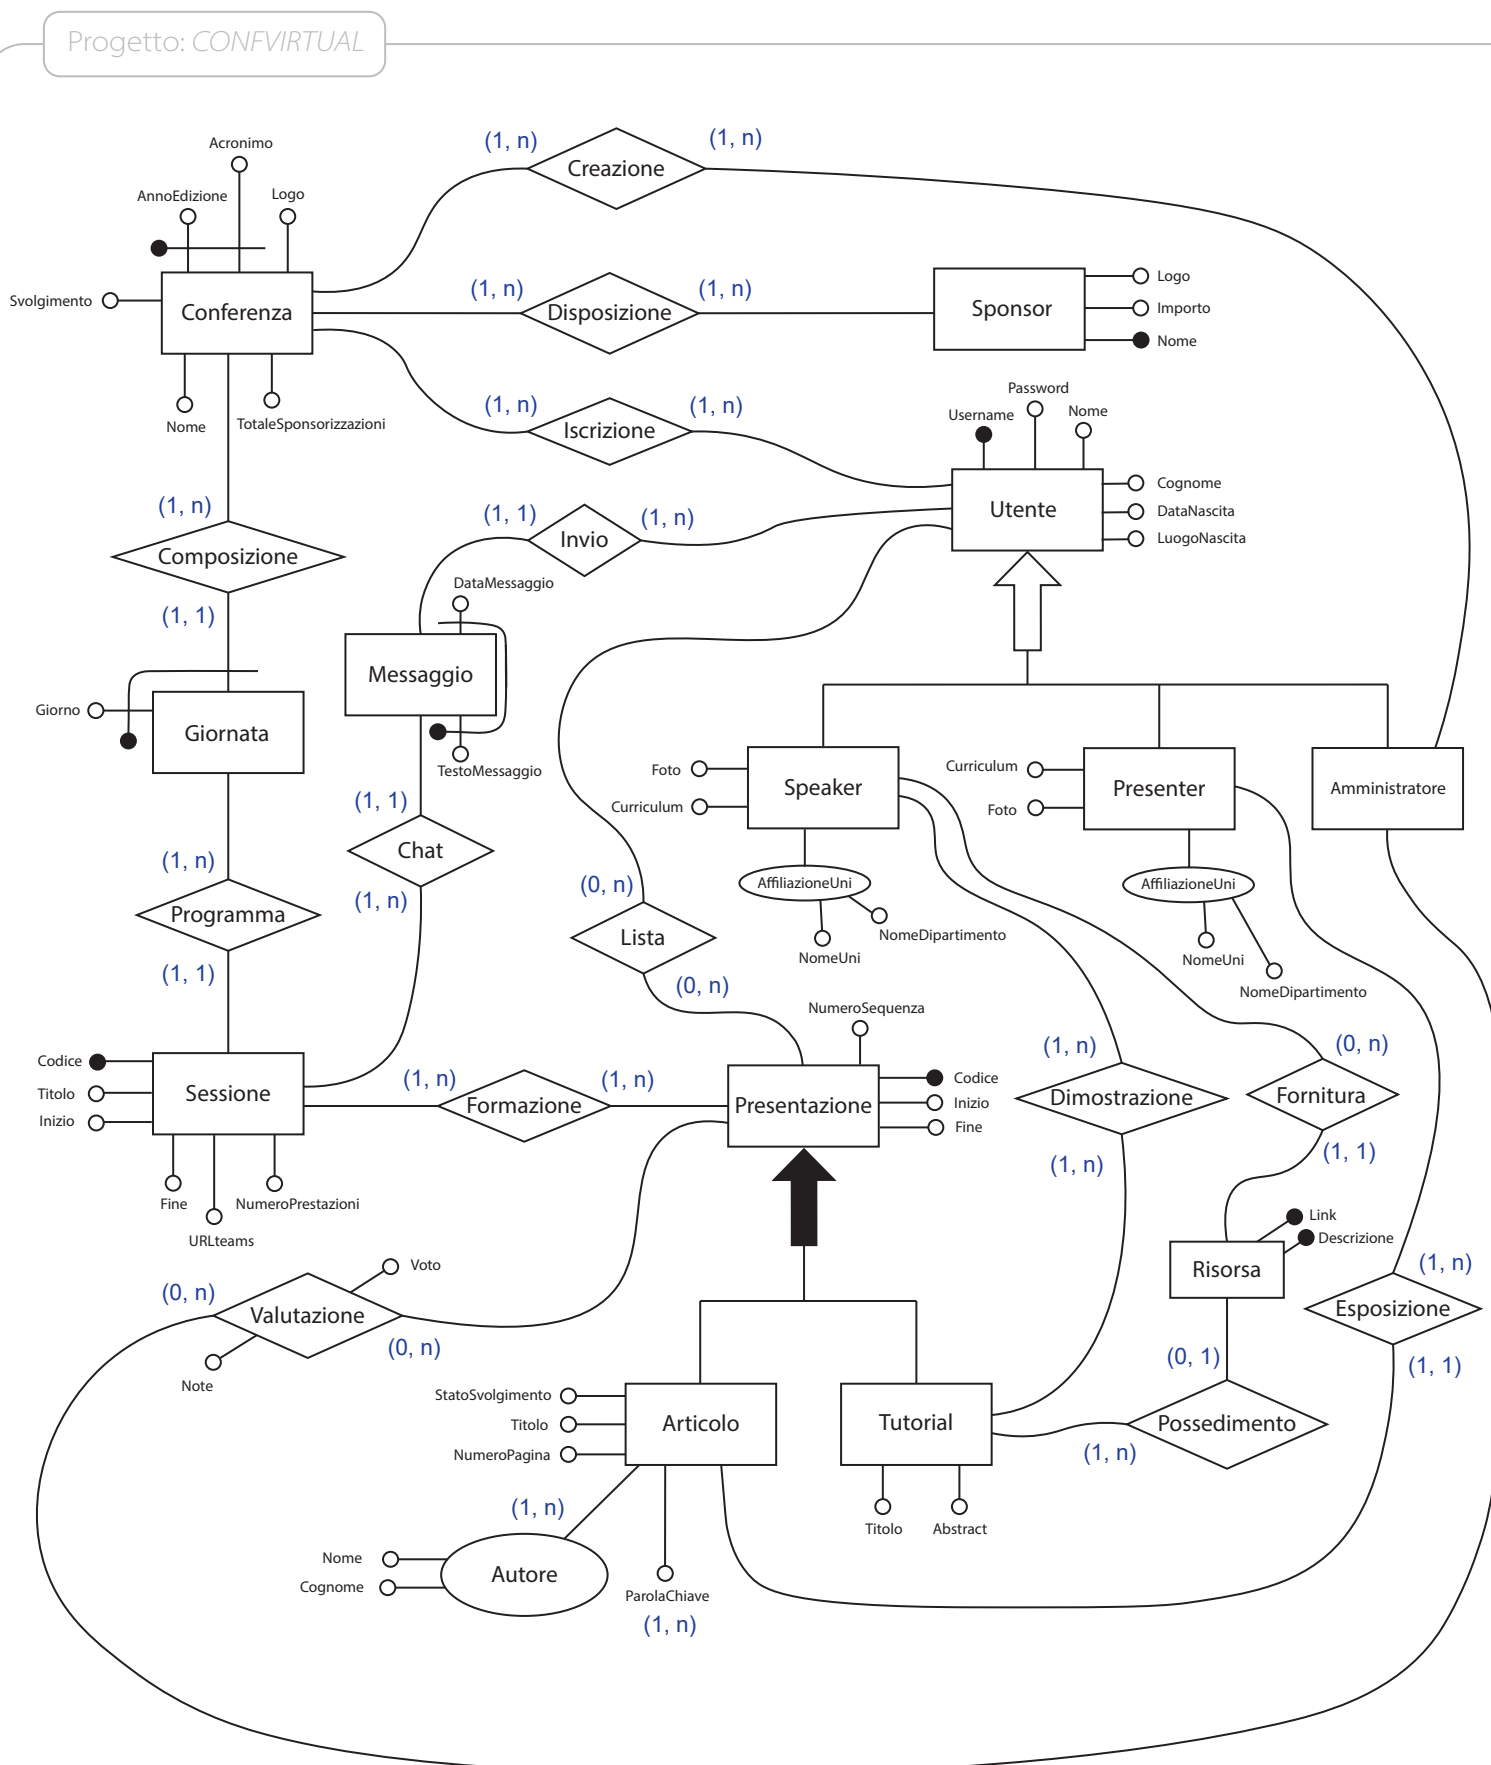 Progetto: CONFVIRTUAL
Acronimo
AnnoEdizione
Logo
Svolgimento
Conferenza
Nome
TotaleSponsorizzazioni
(1, n)
Creazione
(1, n)
(1, n)
Disposizione
(1, n)
Sponsor
Logo
Importo
Nome
(1, n)
Iscrizione
(1, n)
Password
Username
Nome
Utente
Cognome
DataNascita
LuogoNascita
(1, n)
Composizione
(1, 1)
(1, 1)
Invio
(1, n)
DataMessaggio
Messaggio
TestoMessaggio
Giorno
Giornata
(1, 1)
Chat
(1, n)
(1, n)
Programma
(1, 1)
(0, n)
Lista
(0, n)
Foto
Curriculum
Speaker
AffiliazioneUni
NomeUni
NomeDipartimento
Curriculum
Foto
Presenter
AffiliazioneUni
NomeUni
NomeDipartimento
Amministratore
Codice
Titolo
Inizio
Sessione
Fine
URLteams
NumeroPrestazioni
(1, n)
Formazione
(1, n)
NumeroSequenza
Presentazione
Codice
Inizio
Fine
(1, n)
Dimostrazione
(1, n)
(0, n)
Fornitura
(1, 1)
Link
Descrizione
Risorsa
(1, n)
Esposizione
(1, 1)
(0, n)
Valutazione
Voto
(0, n)
Note
(0, 1)
Possedimento
(1, n)
StatoSvolgimento
Titolo
NumeroPagina
Articolo
Tutorial
Titolo
Abstract
(1, n)
Nome
Cognome
Autore
ParolaChiave
(1, n)